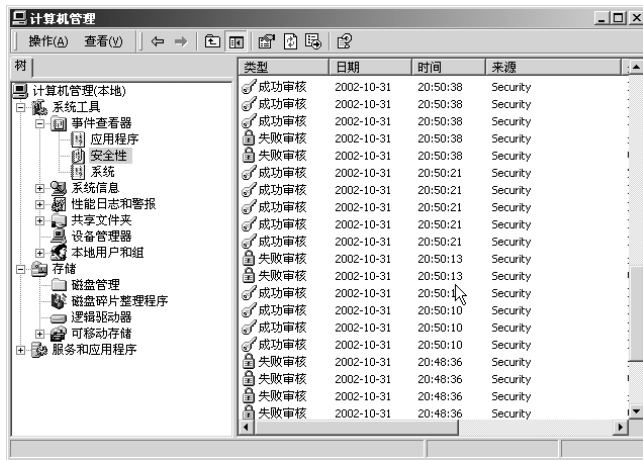 计算机管理
操作(A) 查看(V)
树
计算机管理(本地)
系统工具
事件查看器
应用程序
安全性
系统
系统信息
性能日志和警报
共享文件夹
设备管理器
本地用户和组
存储
磁盘管理
磁盘碎片整理程序
逻辑驱动器
可移动存储
服务和应用程序
类型 日期 时间 来源
成功审核 2002-10-31 20:50:38 Security
成功审核 2002-10-31 20:50:38 Security
成功审核 2002-10-31 20:50:38 Security
失败审核 2002-10-31 20:50:38 Security
失败审核 2002-10-31 20:50:38 Security
成功审核 2002-10-31 20:50:21 Security
成功审核 2002-10-31 20:50:21 Security
成功审核 2002-10-31 20:50:21 Security
成功审核 2002-10-31 20:50:21 Security
成功审核 2002-10-31 20:50:21 Security
失败审核 2002-10-31 20:50:13 Security
失败审核 2002-10-31 20:50:13 Security
成功审核 2002-10-31 Security
成功审核 2002-10-31 20:50:10 Security
成功审核 2002-10-31 20:50:10 Security
成功审核 2002-10-31 20:50:10 Security
失败审核 2002-10-31 20:48:36 Security
失败审核 2002-10-31 20:48:36 Security
失败审核 2002-10-31 20:48:36 Security
失败审核 2002-10-31 20:48:36 Security